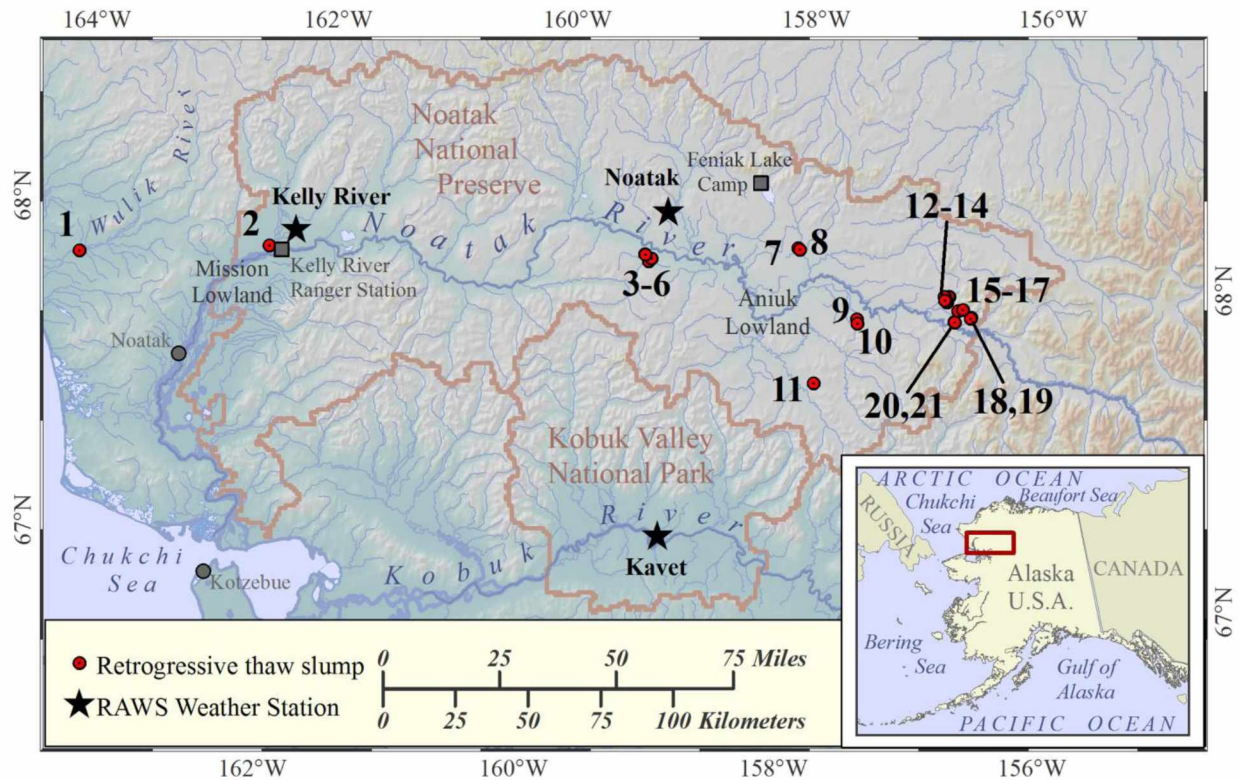 164°W 162°W 160°W 158°W 156°W
68°N
67°N
68°N
67°N
Noatak
National
Preserve
Wulik River
1
2
Kelly River
Noatak River
Noatak
Feniak Lake
Camp
12-14
7
8
Mission
Lowland
Kelly River
Ranger Station
3-6
Aniuk
Lowland
15-17
9
10
Noatak
11
20,21
18,19
Kobuk Valley
National Park
Kobuk River
Kavet
Chukchi
Sea
Kotzebue
Retrogressive thaw slump
RAWS Weather Station
0 25 50 75 Miles
0 25 50 75 100 Kilometers
ARCTIC OCEAN
Chukchi
Sea
Beaufort Sea
RUSSIA
Alaska
U.S.A.
CANADA
Bering
Sea
Gulf of
Alaska
PACIFIC OCEAN
162°W 160°W 158°W 156°W